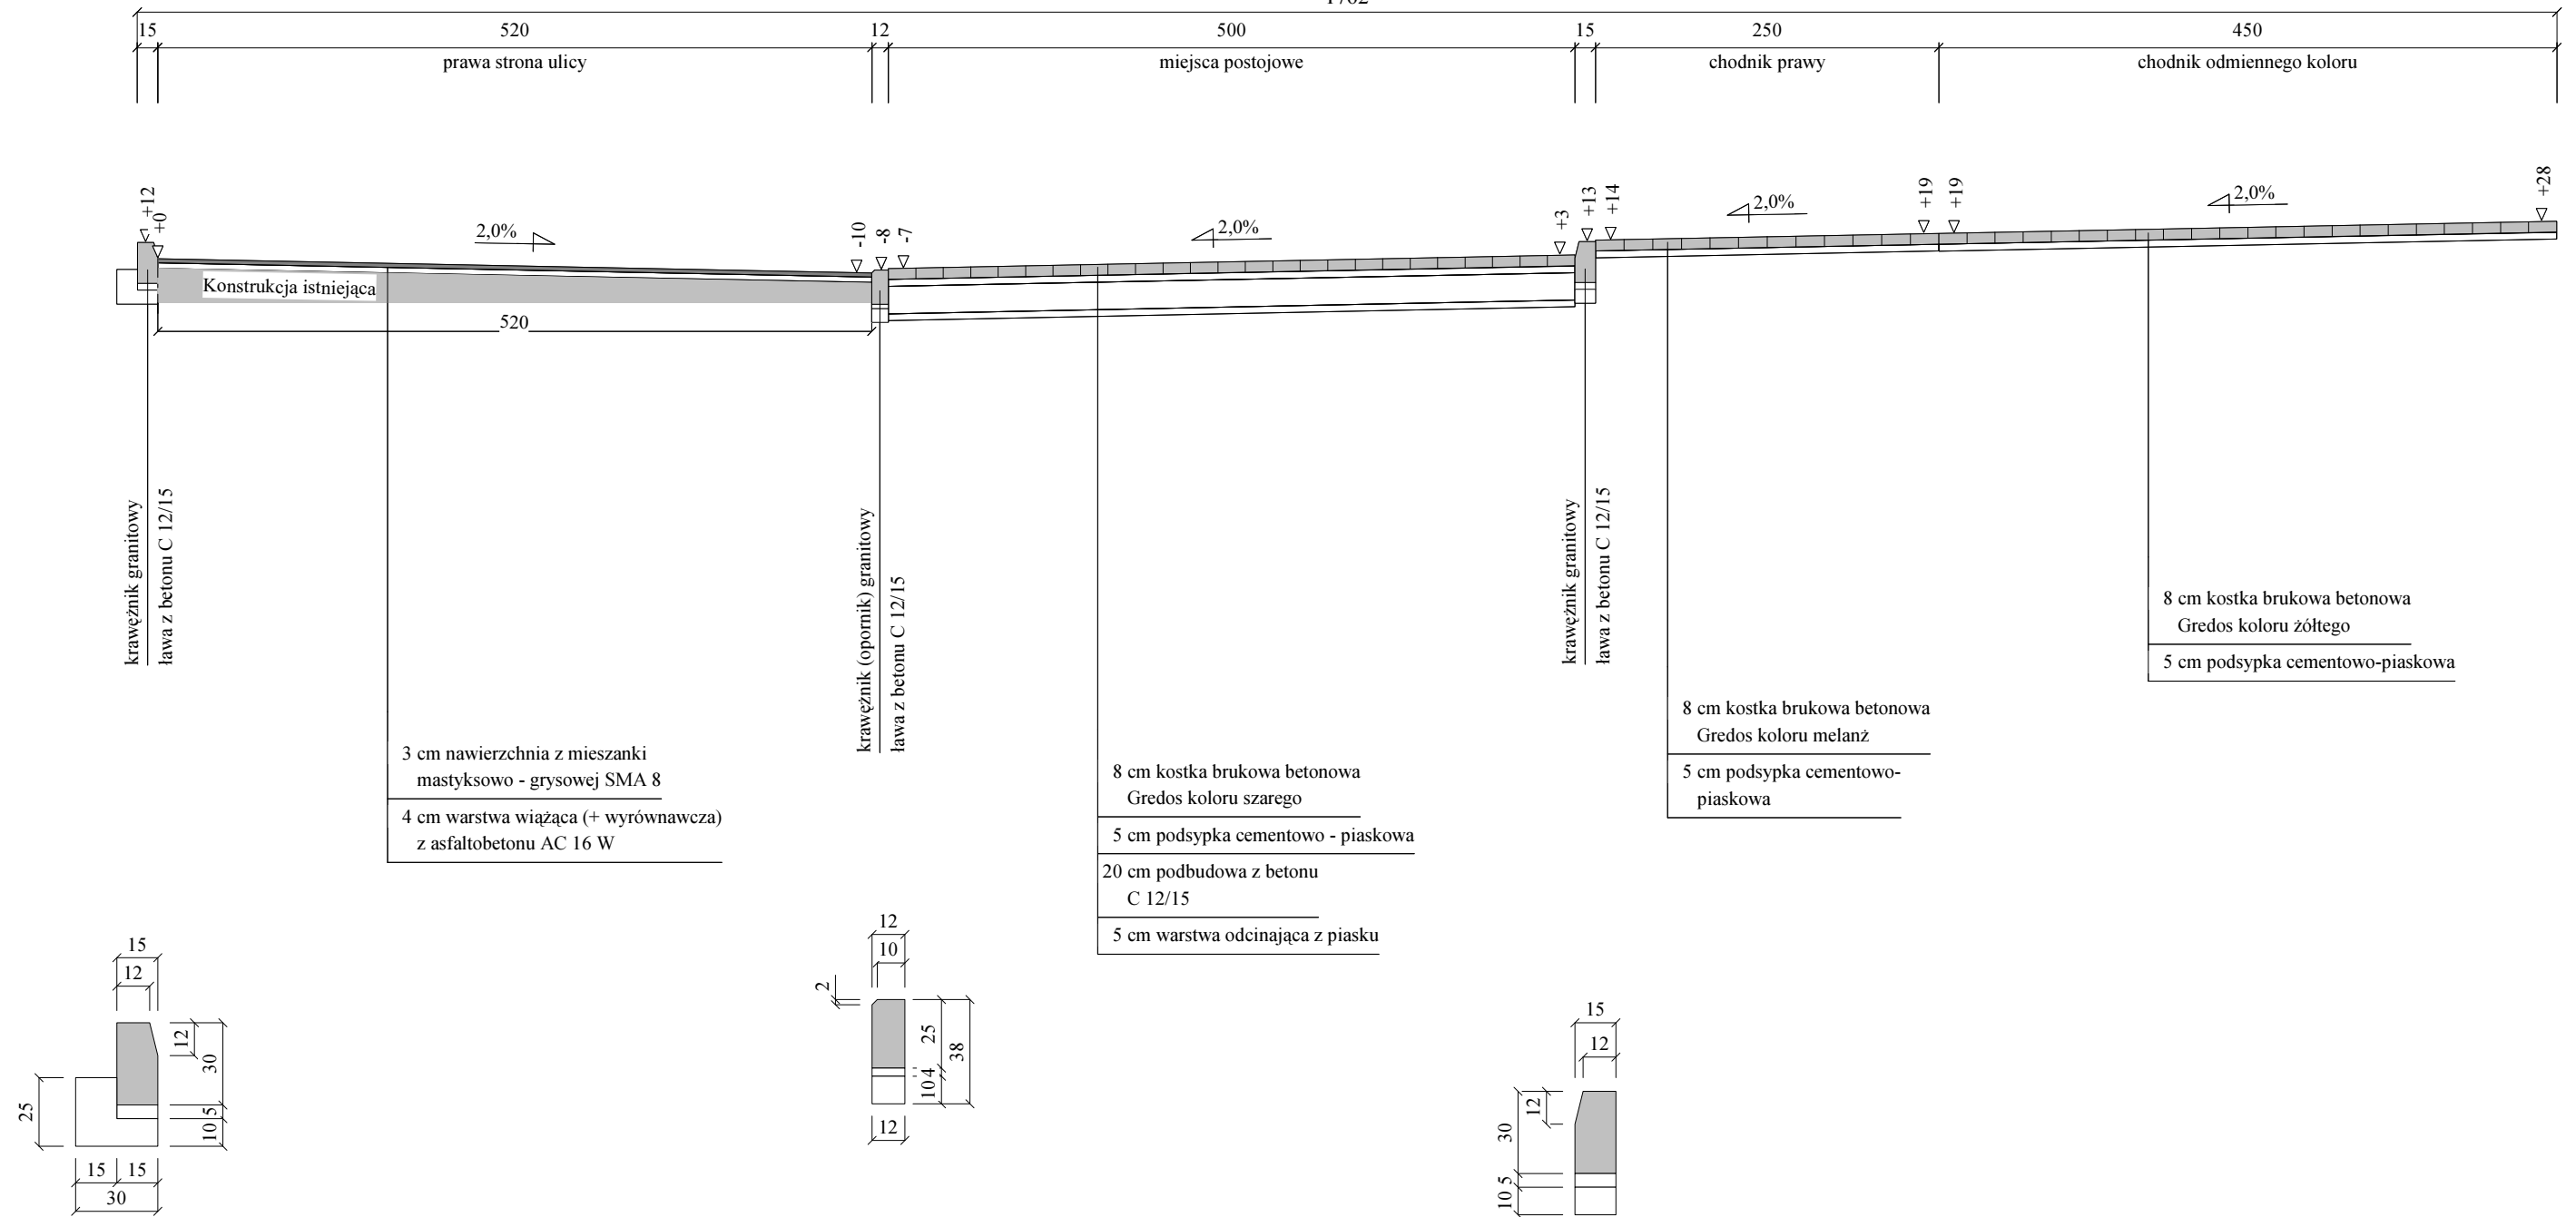 15 520 12 500 15 250 450
prawa strona ulicy
miejsca postojowe
chodnik prawy
chodnik odmiennego koloru
+12
+0
2,0%
-10
-8
-7
2,0%
+3
+13
+14
2,0%
+19
+19
2,0%
+28
Konstrukcja istniejąca
520
krawężnik granitowy
ława z betonu C 12/15
krawężnik (opornik) granitowy
ława z betonu C 12/15
krawężnik granitowy
ława z betonu C 12/15
3 cm nawierzchnia z mieszanki
mastyksowo - grysowej SMA 8
4 cm warstwa wiążąca (+ wyrównawcza)
z asfaltobetonu AC 16 W
8 cm kostka brukowa betonowa
Gredos koloru szarego
5 cm podsypka cementowo - piaskowa
20 cm podbudowa z betonu
C 12/15
5 cm warstwa odcinająca z piasku
8 cm kostka brukowa betonowa
Gredos koloru melanż
5 cm podsypka cementowo-
piaskowa
8 cm kostka brukowa betonowa
Gredos koloru żółtego
5 cm podsypka cementowo-piaskowa
15
12
12
30
5
10
25
15 15
30
12
10
2
25
38
4
10
12
15
12
12
30
5
10